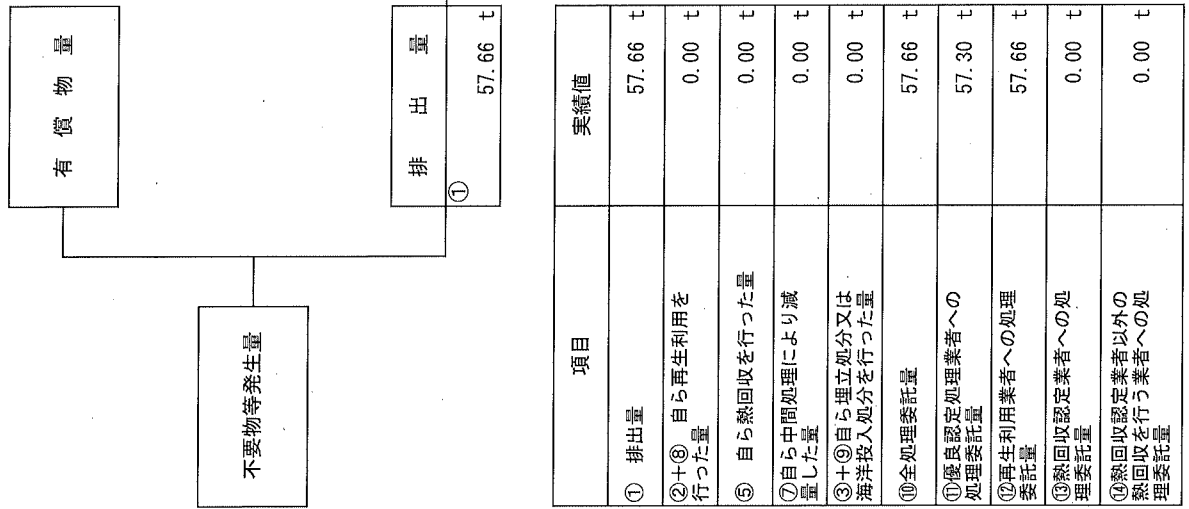 不要物等発生量
有償物量
排出量
① 57.66 t
項目 実績値
① 排出量 57.66 t
②+⑧ 自ら再生利用を
行った量 0.00 t
⑤ 自ら熱回収を行った量 0.00 t
⑦自ら中間処理により減
量した量 0.00 t
③+⑨自ら埋立処分又は
海洋投入処分を行った量 0.00 t
⑩全処理委託量 57.66 t
⑪優良認定処理業者への
処理委託量 57.30 t
⑫再生利用業者への処理
委託量 57.66 t
⑬熱回収認定業者への処
理委託量 0.00 t
⑭熱回収認定業者以外の
熱回収を行う業者への処
理委託量 0.00 t